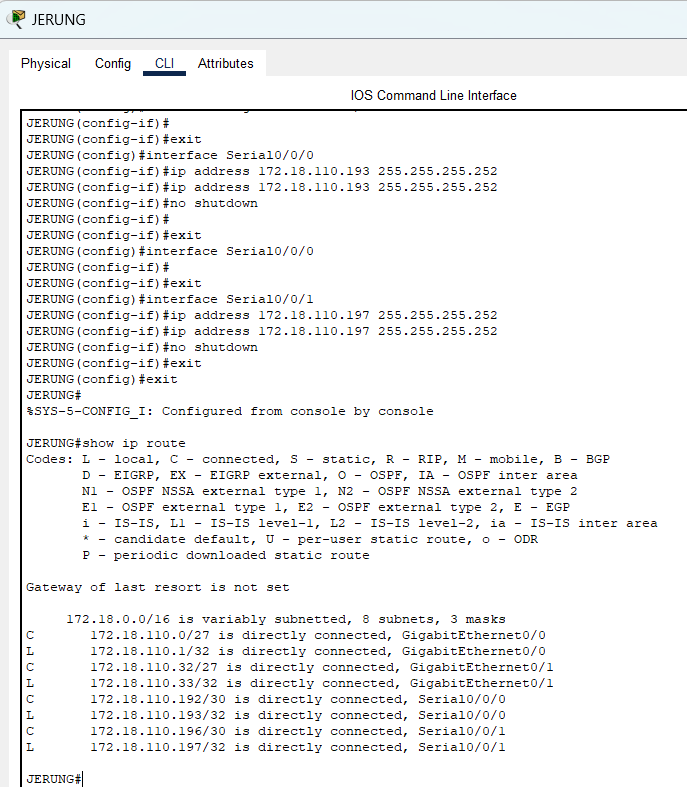 JERUNG
Physical Config CLI Attributes
IOS Command Line Interface
JERUNG(config-if)#
JERUNG(config-if)#exit
JERUNG(config)#interface Serial0/0/0
JERUNG(config-if)#ip address 172.18.110.193 255.255.255.252
JERUNG(config-if)#ip address 172.18.110.193 255.255.255.252
JERUNG(config-if)#no shutdown
JERUNG(config-if)#
JERUNG(config-if)#exit
JERUNG(config)#interface Serial0/0/0
JERUNG(config-if)#
JERUNG(config-if)#exit
JERUNG(config)#interface Serial0/0/1
JERUNG(config-if)#ip address 172.18.110.197 255.255.255.252
JERUNG(config-if)#ip address 172.18.110.197 255.255.255.252
JERUNG(config-if)#no shutdown
JERUNG(config-if)#exit
JERUNG(config)#exit
JERUNG#
%SYS-5-CONFIG_I: Configured from console by console
JERUNG#show ip route
Codes: L - local, C - connected, S - static, R - RIP, M - mobile, B - BGP
D - EIGRP, EX - EIGRP external, O - OSPF, IA - OSPF inter area
N1 - OSPF NSSA external type 1, N2 - OSPF NSSA external type 2
E1 - OSPF external type 1, E2 - OSPF external type 2, E - EGP
i - IS-IS, L1 - IS-IS level-1, L2 - IS-IS level-2, ia - IS-IS inter area
* - candidate default, U - per-user static route, o - ODR
P - periodic downloaded static route
Gateway of last resort is not set
172.18.0.0/16 is variably subnetted, 8 subnets, 3 masks
C 172.18.110.0/27 is directly connected, GigabitEthernet0/0
L 172.18.110.1/32 is directly connected, GigabitEthernet0/0
C 172.18.110.32/27 is directly connected, GigabitEthernet0/1
L 172.18.110.33/32 is directly connected, GigabitEthernet0/1
C 172.18.110.192/30 is directly connected, Serial0/0/0
L 172.18.110.193/32 is directly connected, Serial0/0/0
C 172.18.110.196/30 is directly connected, Serial0/0/1
L 172.18.110.197/32 is directly connected, Serial0/0/1
JERUNG#